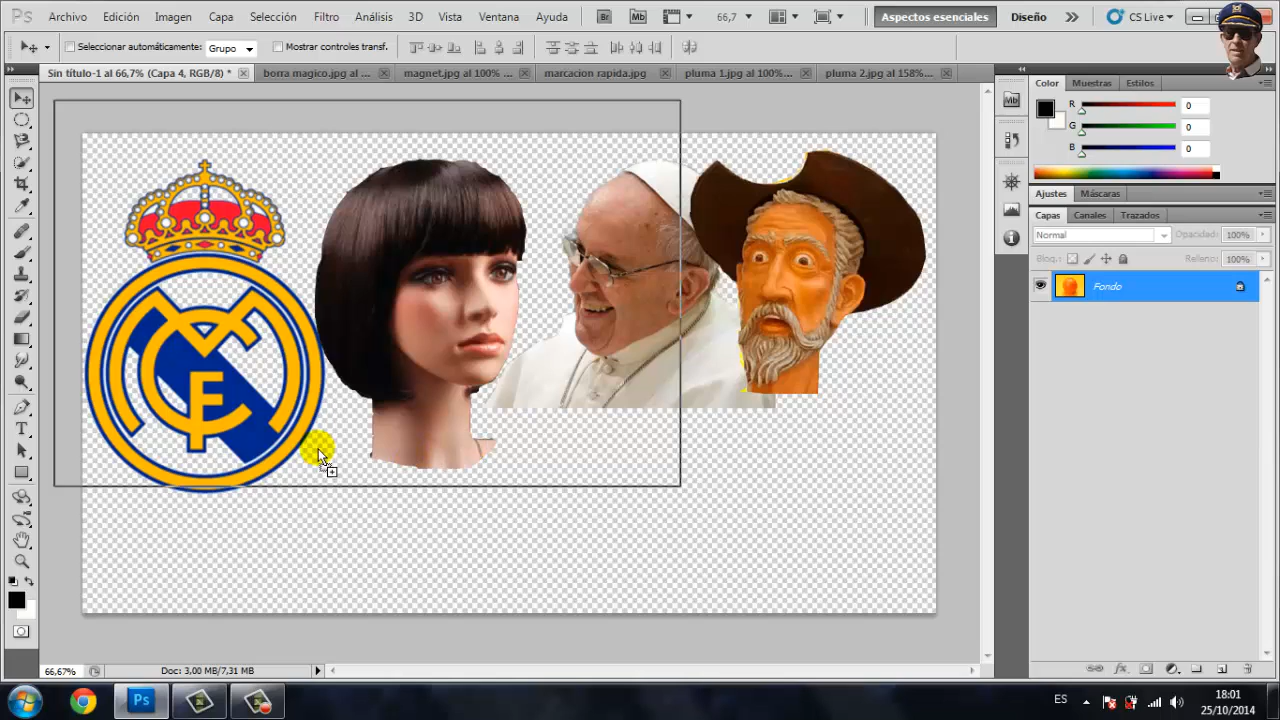 Ps Archivo Edición Imagen Capa Selección Filtro Análisis 3D Vista Ventana Ayuda Br Mb 66,7 Aspectos esenciales Diseño CS Live
Seleccionar automáticamente: Grupo Mostrar controles transf.
Sin título-1 al 66,7% (Capa 4, RGB/8) * borra magico.jpg al ... magnet.jpg al 100% ... marcacion rapida.jpg pluma 1.jpg al 100%... pluma 2.jpg al 158%...
Color Muestras Estilos
Mb
R 0
G 0
B 0
Ajustes Máscaras
Capas Canales Trazados
Normal Opacidad: 100%
Bloq.: Relleno: 100%
Fondo
66,67% Doc: 3,00 MB/7,31 MB
Ps ES 18:01
25/10/2014